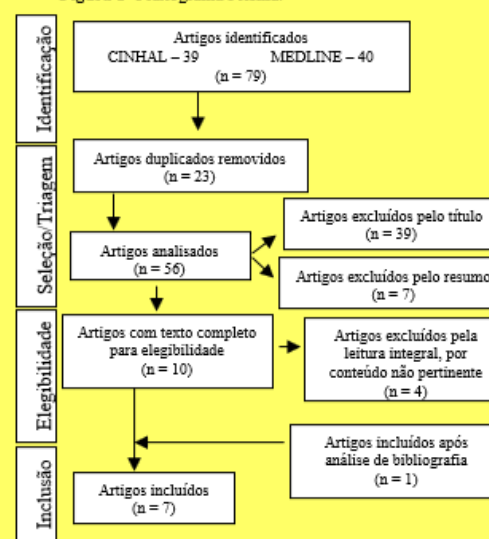 Identificação
Artigos identificados
CINHAL – 39 MEDLINE – 40
(n = 79)
Seleção/Triagem
Artigos duplicados removidos
(n = 23)
Artigos analisados
(n = 56)
Artigos excluídos pelo título
(n = 39)
Artigos excluídos pelo resumo
(n = 7)
Elegibilidade
Artigos com texto completo
para elegibilidade
(n = 10)
Artigos excluídos pela
leitura integral, por
conteúdo não pertinente
(n = 4)
Inclusão
Artigos incluídos após
análise de bibliografia
(n = 1)
Artigos incluídos
(n = 7)